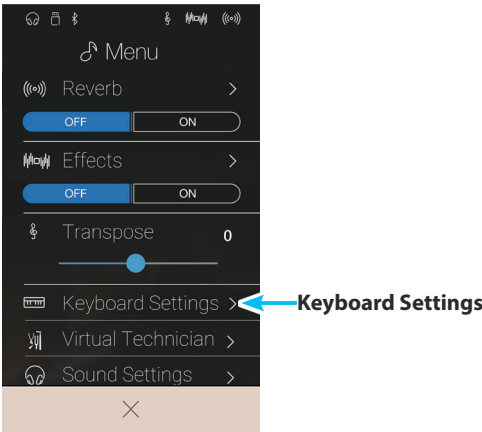 Menu
Reverb
OFF ON
Effects
OFF ON
Transpose 0
Keyboard Settings
Keyboard Settings
Virtual Technician
Sound Settings